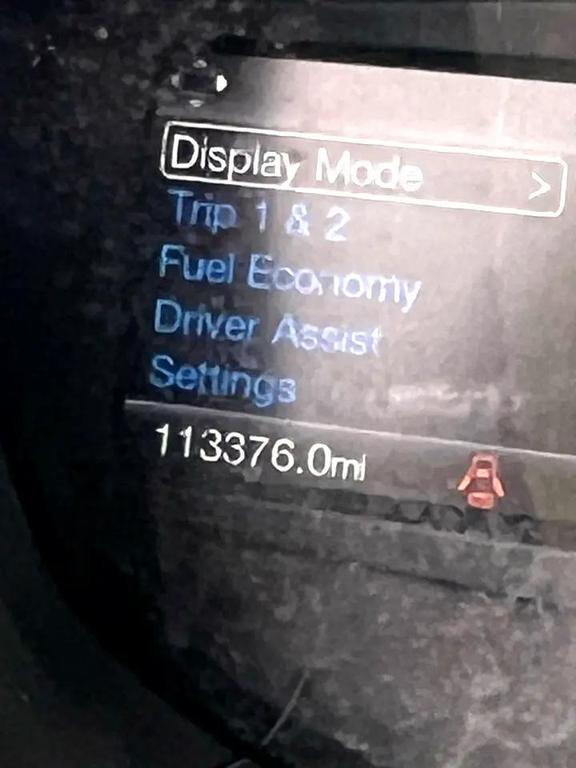 Display Mode >
Trip 1 & 2
Fuel Economy
Driver Assist
Settings
113376.0mi